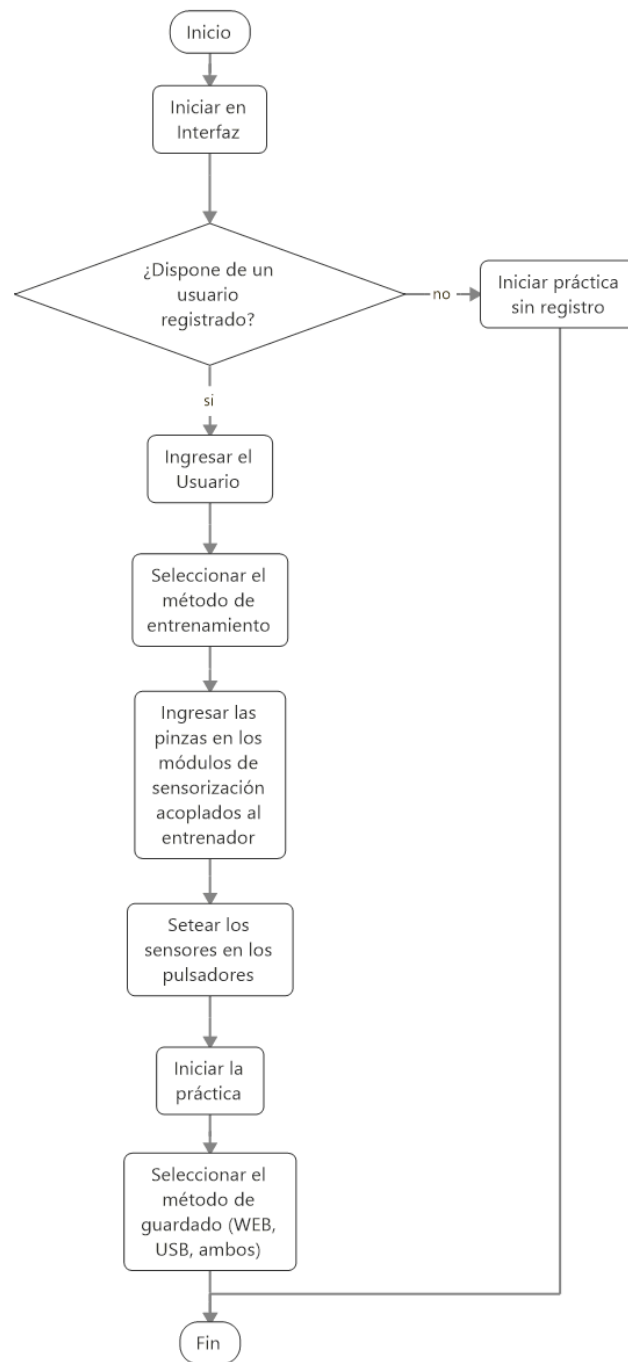 Inicio
Iniciar en
Interfaz
¿Dispone de un
usuario
registrado?
no
Iniciar práctica
sin registro
si
Ingresar el
Usuario
Seleccionar el
método de
entrenamiento
Ingresar las
pinzas en los
módulos de
sensorización
acoplados al
entrenador
Setear los
sensores en los
pulsadores
Iniciar la
práctica
Seleccionar el
método de
guardado (WEB,
USB, ambos)
Fin